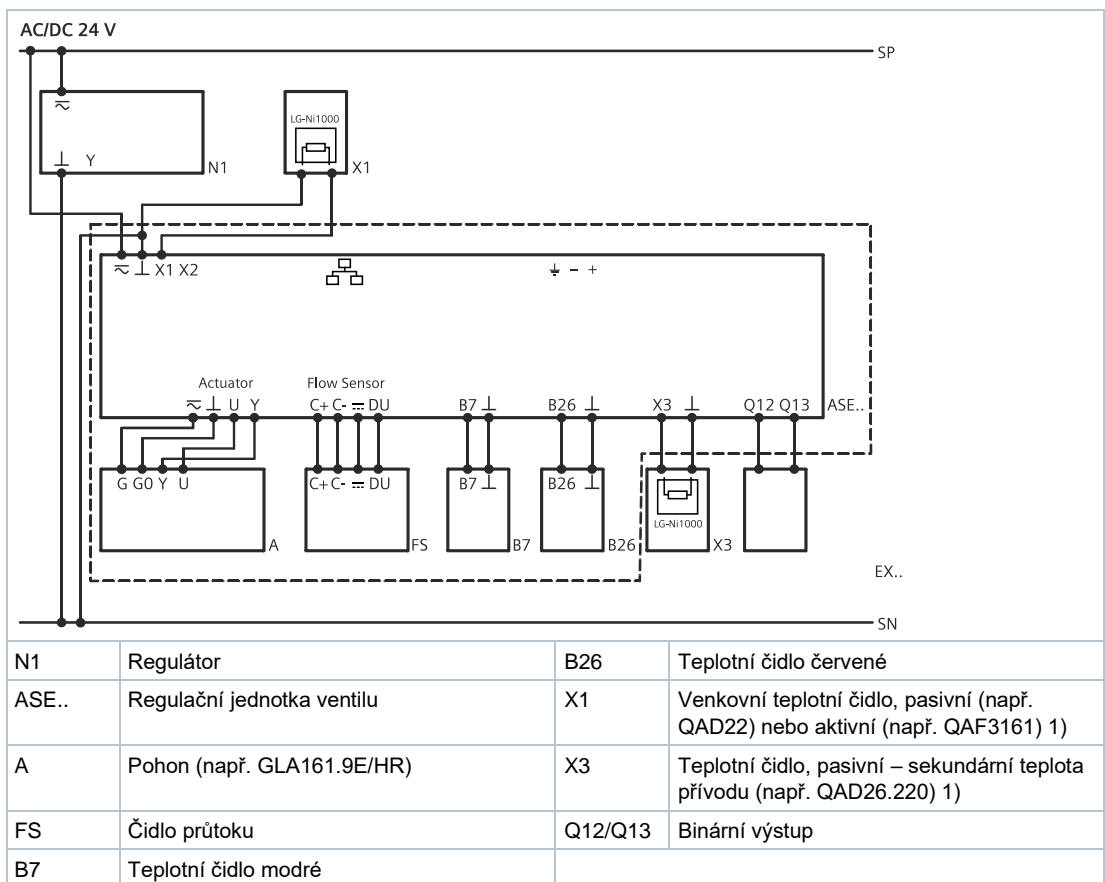 AC/DC 24 V
SP
LG-Ni1000
⊥ Y
N1
X1
⊥ X1 X2
- +
Actuator
Flow Sensor
⊥ U Y
C+ C- DU
B7 ⊥
B26 ⊥
X3 ⊥
Q12 Q13
ASE..
G G0 Y U
C+ C- DU
B7 ⊥
B26 ⊥
LG-Ni1000
A
FS
B7
B26
X3
EX..
SN
N1 Regulátor B26 Teplotní čidlo červené
ASE.. Regulační jednotka ventilu X1 Venkovní teplotní čidlo, pasivní (např.
QAD22) nebo aktivní (např. QAF3161) 1)
A Pohon (např. GLA161.9E/HR) X3 Teplotní čidlo, pasivní – sekundární teplota
přívodu (např. QAD26.220) 1)
FS Čidlo průtoku Q12/Q13 Binární výstup
B7 Teplotní čidlo modré